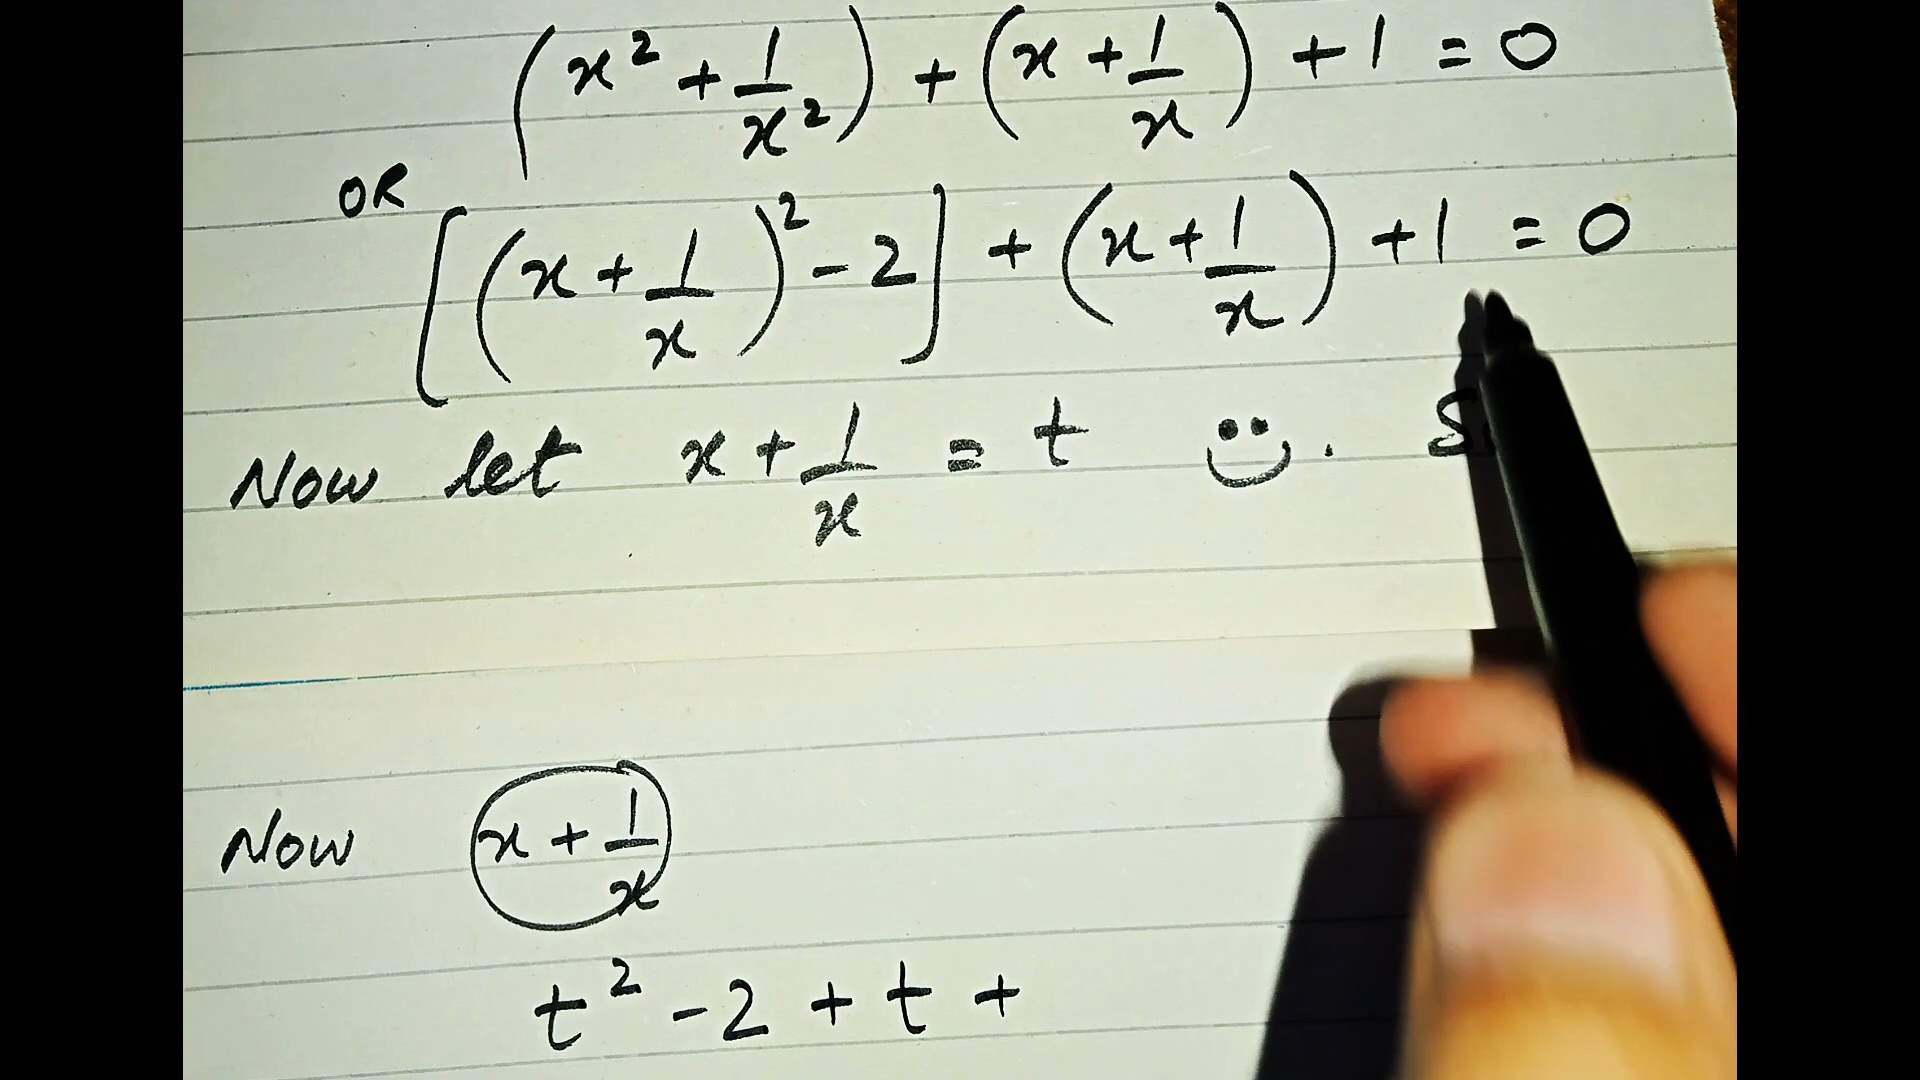 (x² + 1/x²) + (x + 1/x) + 1 = 0
OR [(x + 1/x)² - 2] + (x + 1/x) + 1 = 0
Now let x + 1/x = t .
Now x + 1/x
t² - 2 + t +